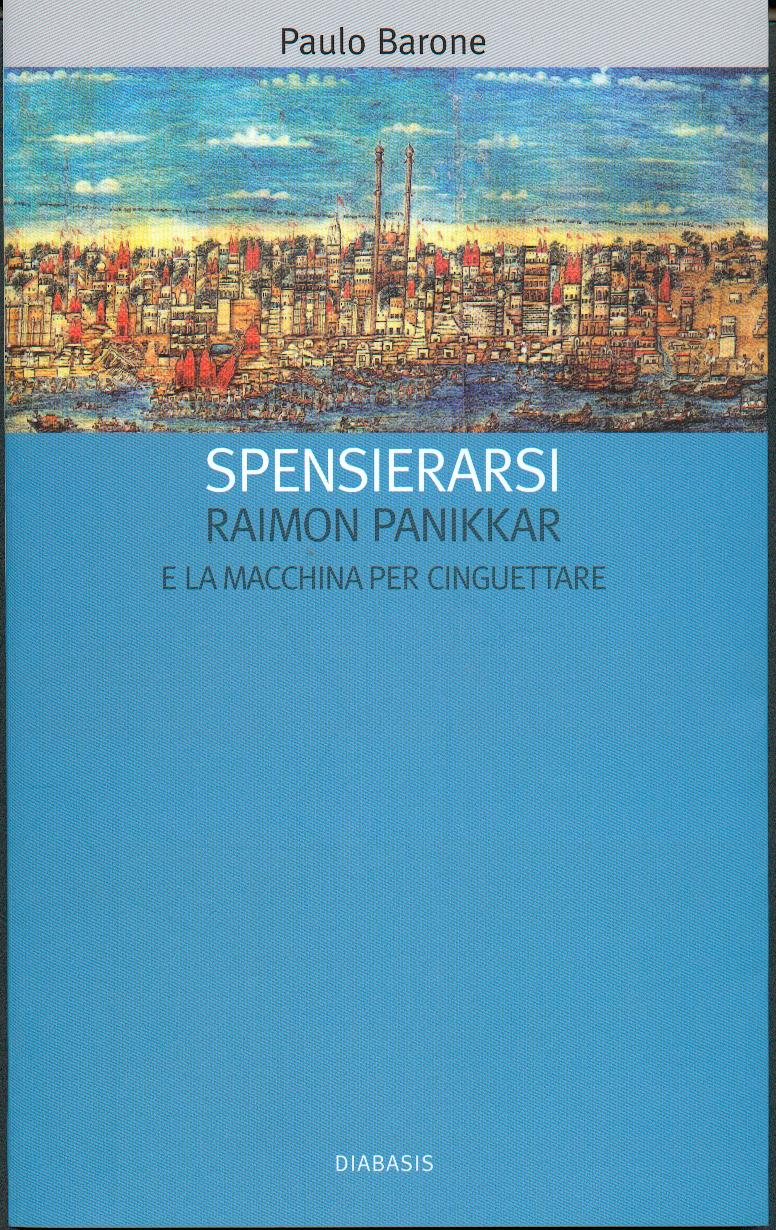 Paulo Barone
SPENSIERARSI
RAIMON PANIKKAR
E LA MACCHINA PER CINGUETTARE
DIABASIS